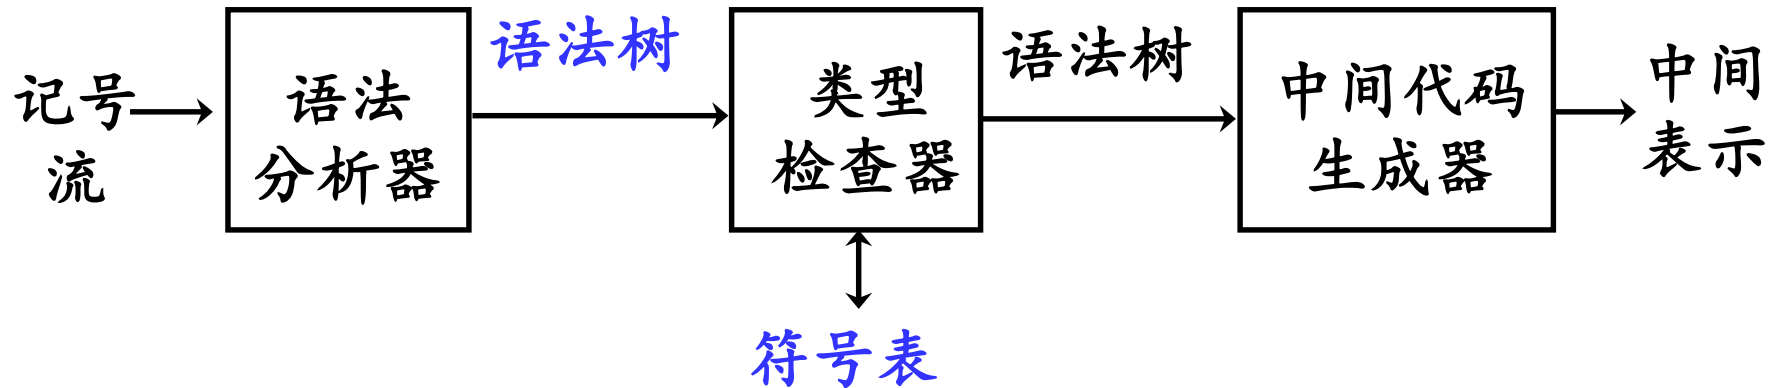 记号
流
语法
分析器
语法树
类型
检查器
符号表
语法树
中间代码
生成器
中间
表示